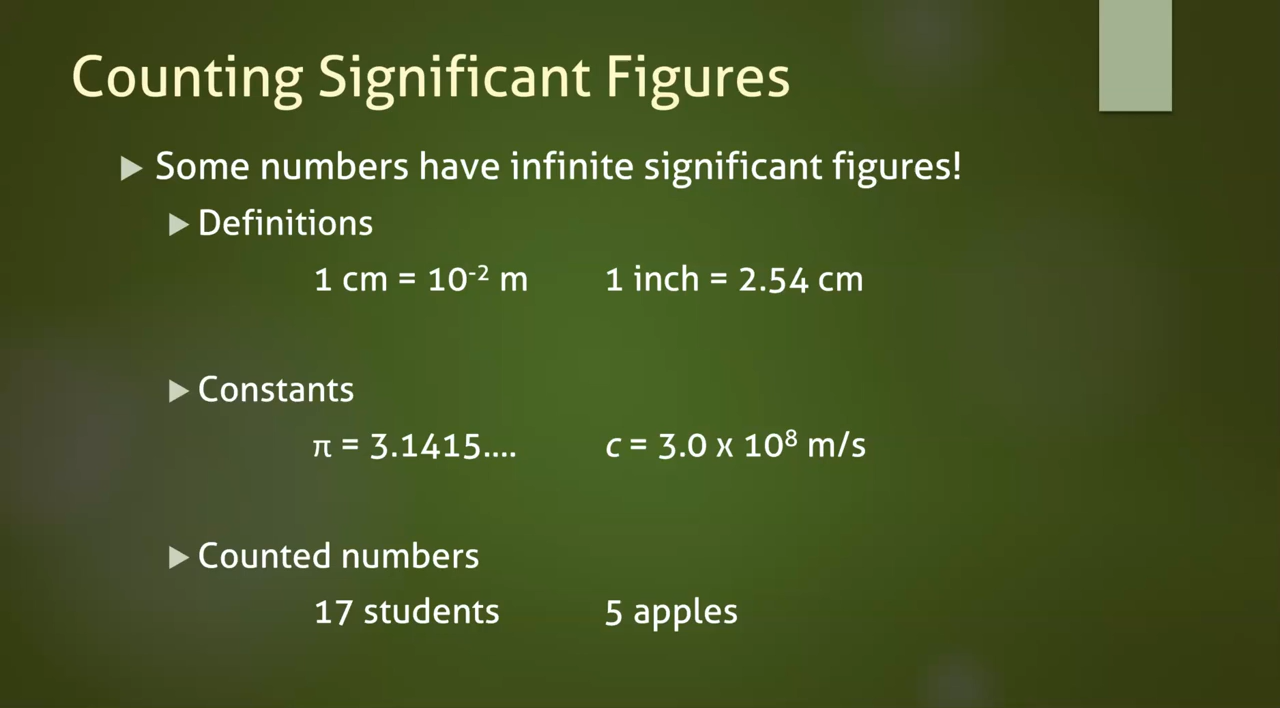 Counting Significant Figures
Some numbers have infinite significant figures!
Definitions
1 cm = 10⁻² m 1 inch = 2.54 cm
Constants
π = 3.1415.... c = 3.0 x 10⁸ m/s
Counted numbers
17 students 5 apples